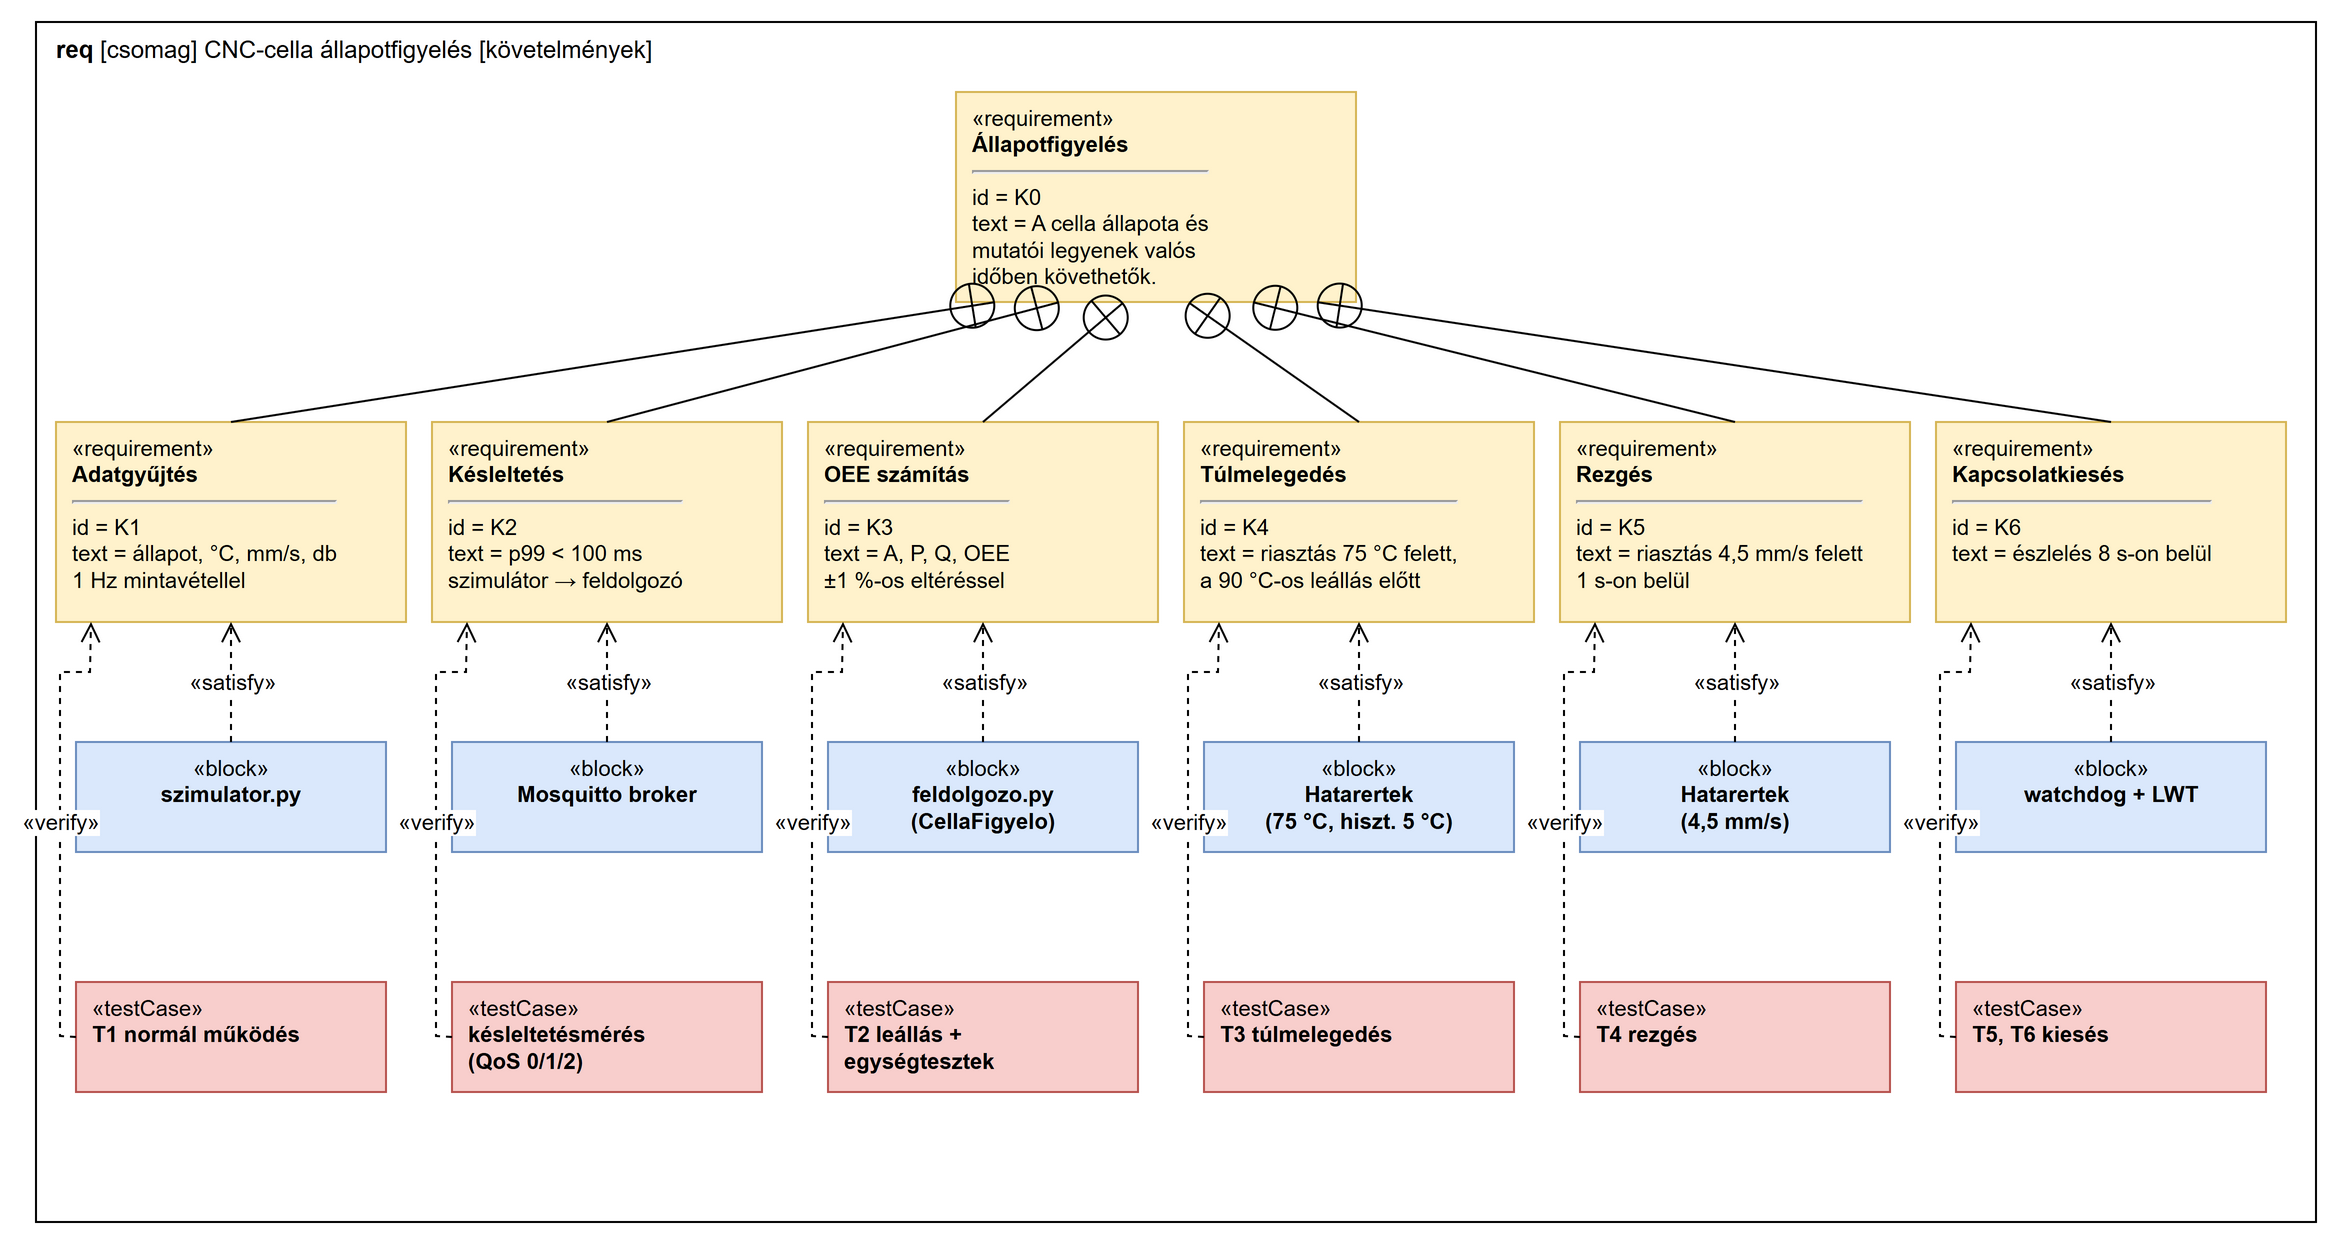 req [csomag] CNC-cella állapotfigyelés [követelmények]
«requirement»
Állapotfigyelés
id = K0
text = A cella állapota és
mutatói legyenek valós
időben követhetők.
«requirement»
Adatgyűjtés
id = K1
text = állapot, °C, mm/s, db
1 Hz mintavétellel
«requirement»
Késleltetés
id = K2
text = p99 < 100 ms
szimulátor → feldolgozó
«requirement»
OEE számítás
id = K3
text = A, P, Q, OEE
±1 %-os eltéréssel
«requirement»
Túlmelegedés
id = K4
text = riasztás 75 °C felett,
a 90 °C-os leállás előtt
«requirement»
Rezgés
id = K5
text = riasztás 4,5 mm/s felett
1 s-on belül
«requirement»
Kapcsolatkiesés
id = K6
text = észlelés 8 s-on belül
«satisfy»
«satisfy»
«satisfy»
«satisfy»
«satisfy»
«satisfy»
«block»
szimulator.py
«block»
Mosquitto broker
«block»
feldolgozo.py
(CellaFigyelo)
«block»
Hatarertek
(75 °C, hiszt. 5 °C)
«block»
Hatarertek
(4,5 mm/s)
«block»
watchdog + LWT
«verify»
«verify»
«verify»
«verify»
«verify»
«verify»
«testCase»
T1 normál működés
«testCase»
késleltetésmérés
(QoS 0/1/2)
«testCase»
T2 leállás +
egységtesztek
«testCase»
T3 túlmelegedés
«testCase»
T4 rezgés
«testCase»
T5, T6 kiesés